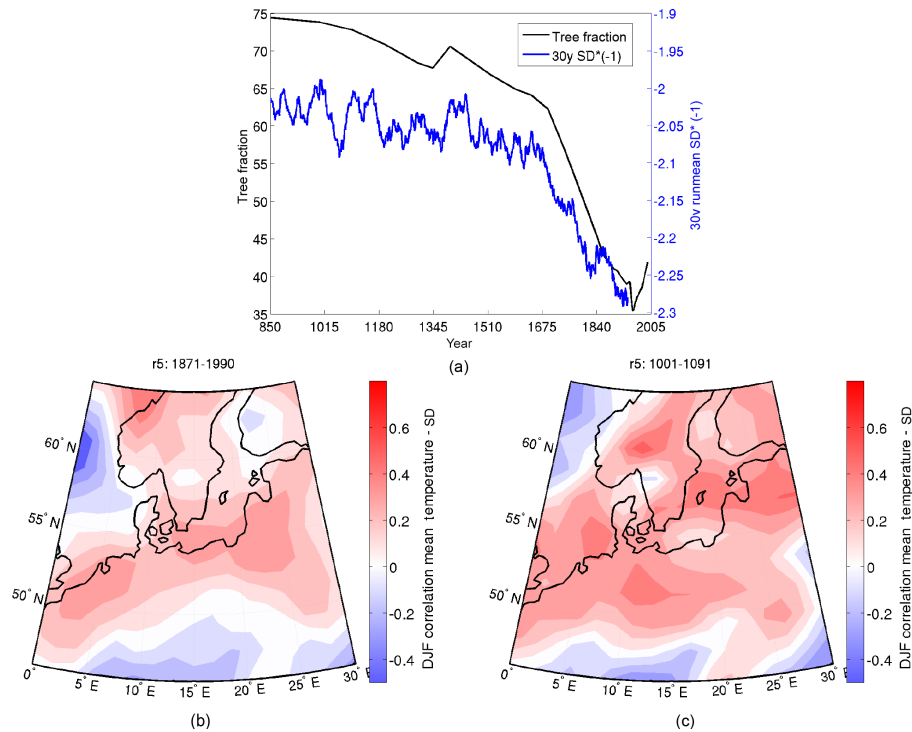 75
70
65
60
55
50
45
40
35
Tree fraction
-1.9
-1.95
-2
-2.05
-2.1
-2.15
-2.2
-2.25
-2.3
30y runmean SD* (-1)
Tree fraction
30y SD*(-1)
850 1015 1180 1345 1510 1675 1840 2005
Year
(a)
r5: 1871-1990
60° N
55° N
50° N
0°
5° E
10° E
15° E
20° E
25° E
30° E
0.6
0.4
0.2
0
-0.2
-0.4
DJF correlation mean temperature - SD
(b)
r5: 1001-1091
60° N
55° N
50° N
0°
5° E
10° E
15° E
20° E
25° E
30° E
0.6
0.4
0.2
0
-0.2
-0.4
DJF correlation mean temperature - SD
(c)